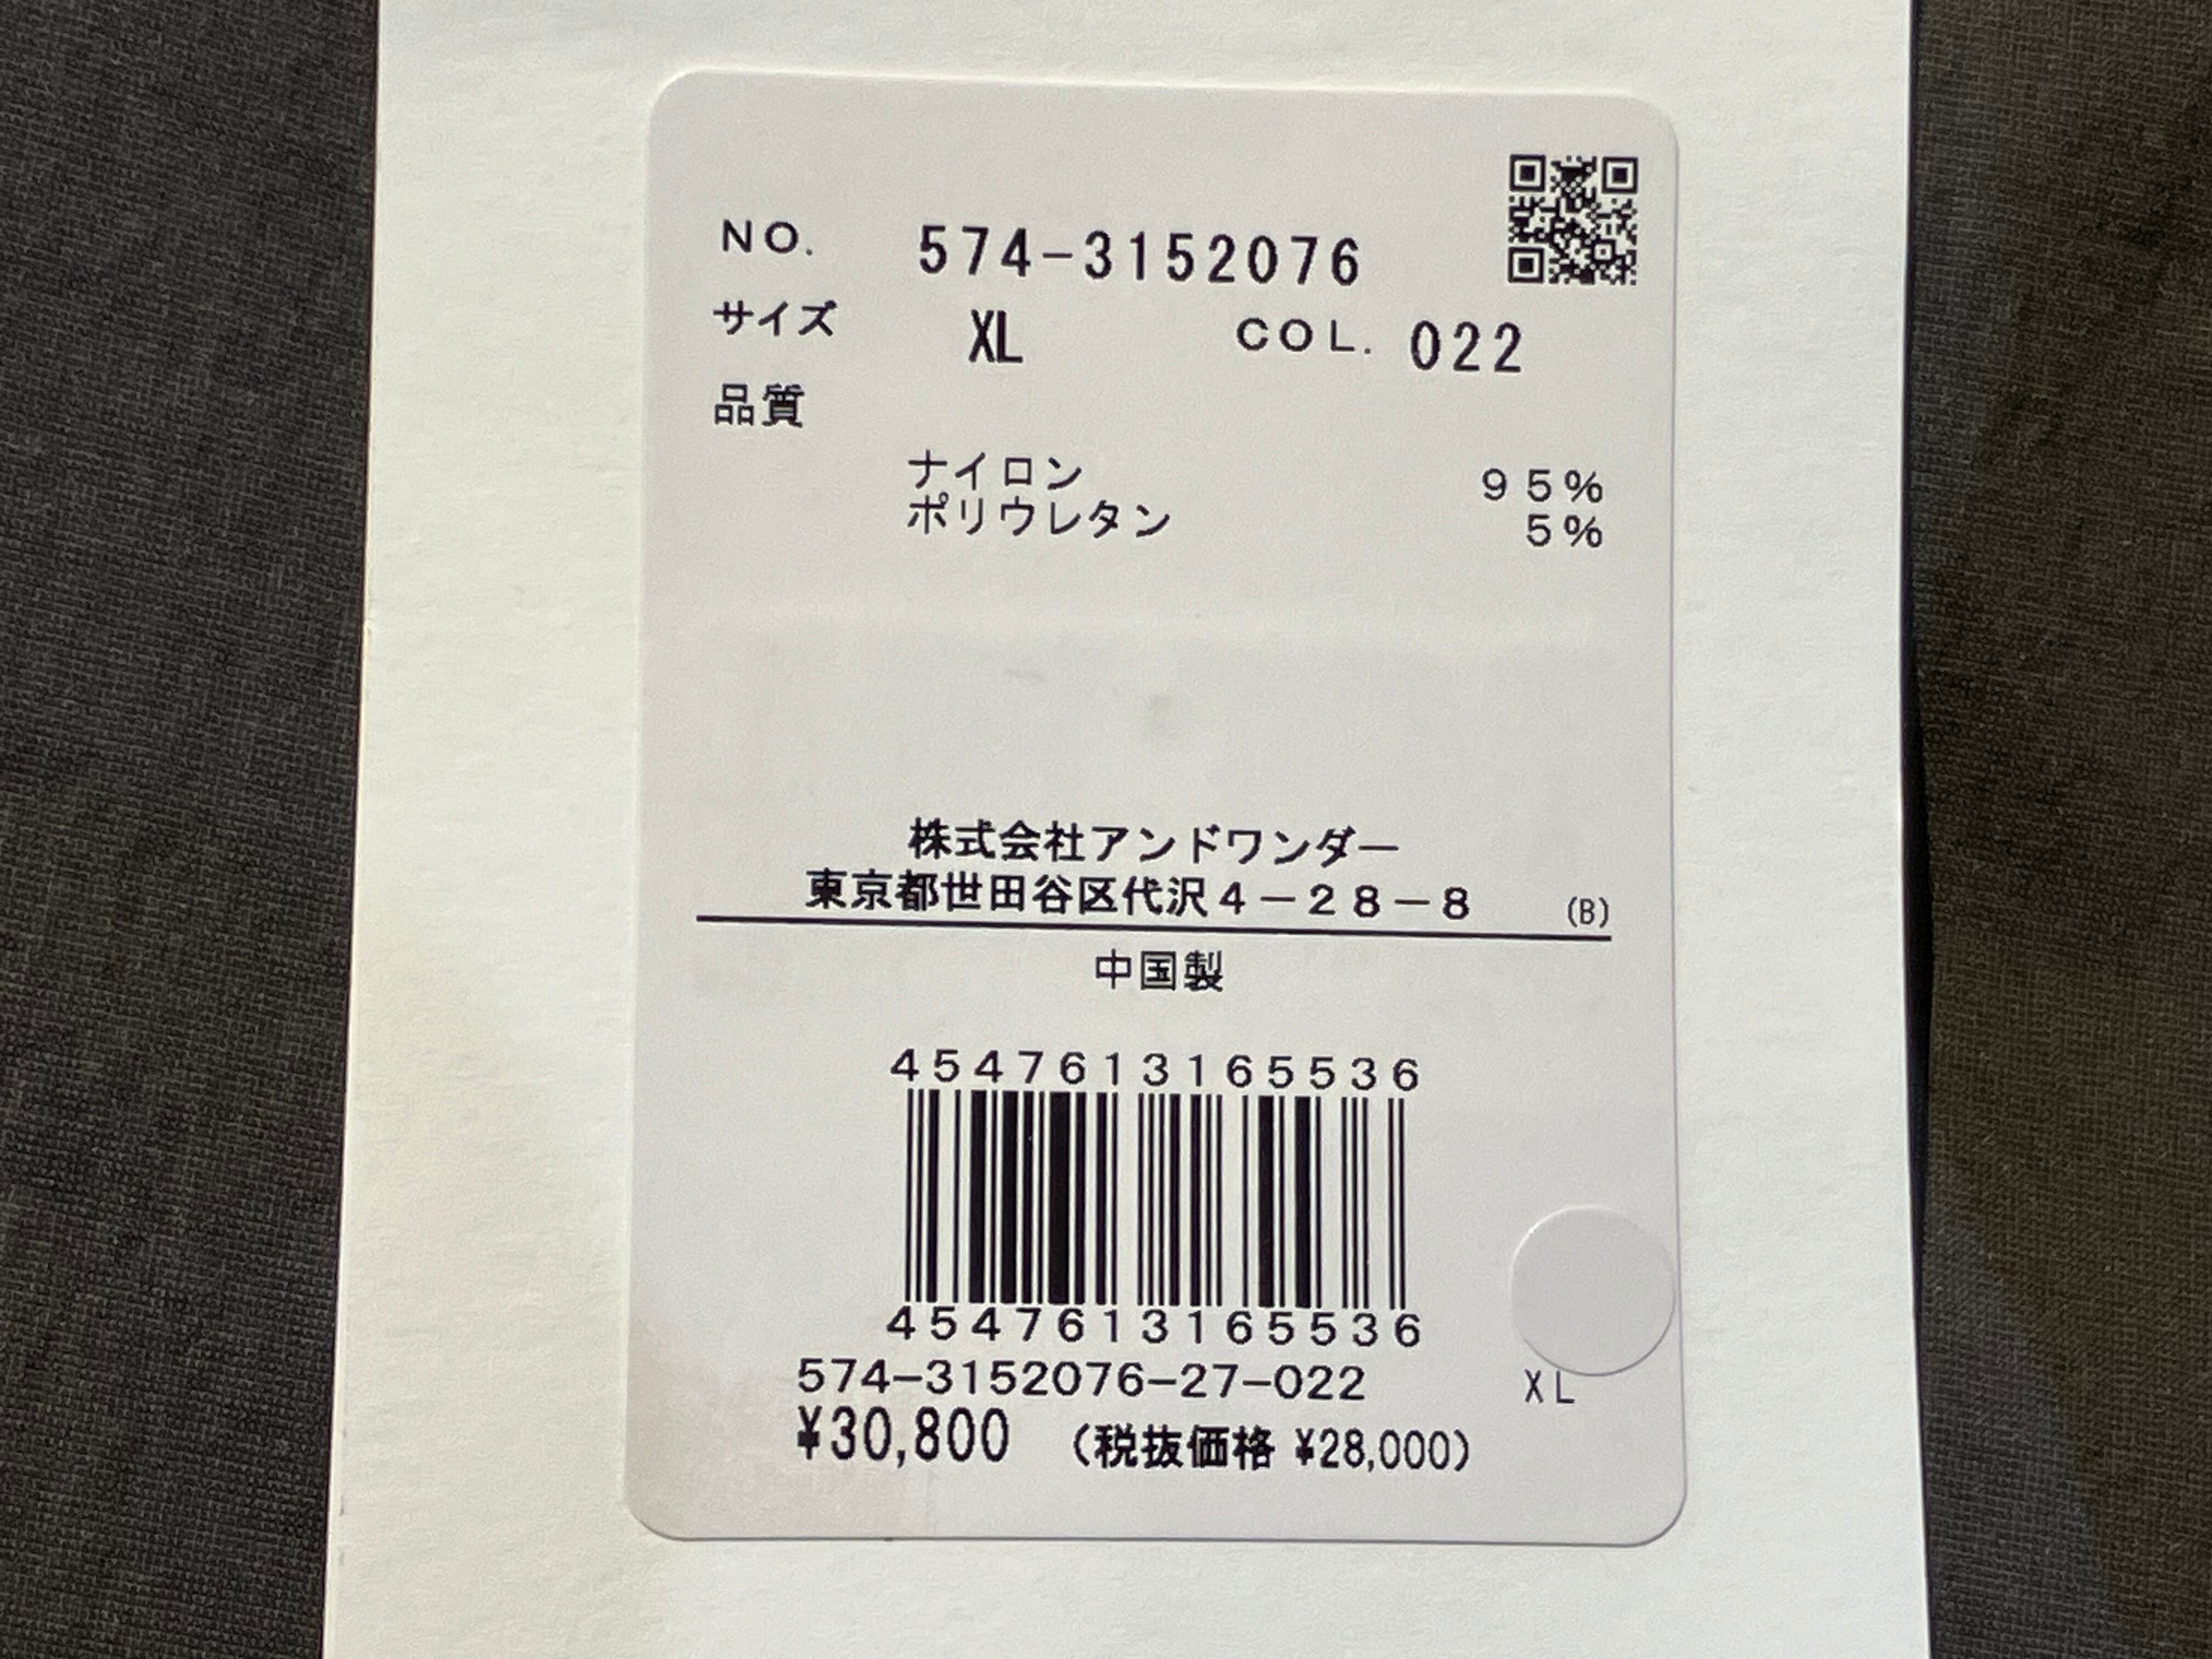 NO. 574-3152076
サイズ XL COL. 022
品質
ナイロン 95%
ポリウレタン 5%
株式会社アンドワンダー
東京都世田谷区代沢4-28-8 (B)
中国製
4547613165536
4547613165536
574-3152076-27-022 XL
¥30,800 (税抜価格 ¥28,000)